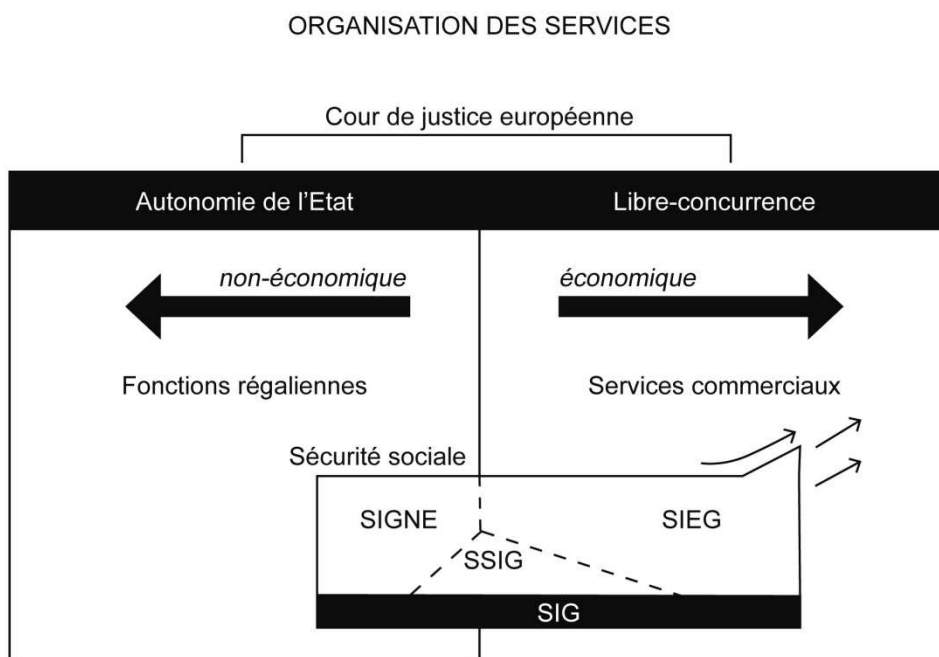 ORGANISATION DES SERVICES
Cour de justice européenne
Autonomie de l'Etat
Libre-concurrence
non-économique
économique
Fonctions régaliennes
Services commerciaux
Sécurité sociale
SIGNE
SIEG
SSIG
SIG